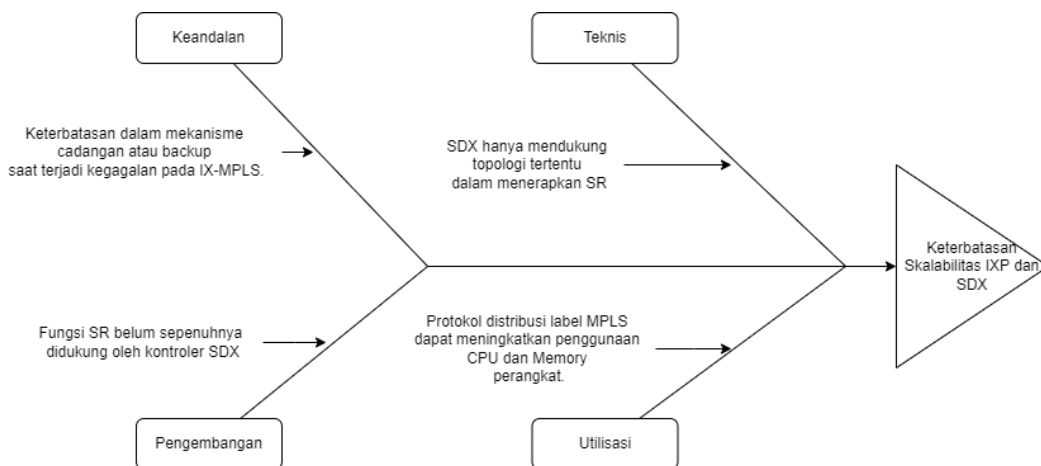 Keandalan
Teknis
Keterbatasan dalam mekanisme
cadangan atau backup
saat terjadi kegagalan pada IX-MPLS.
SDX hanya mendukung
topologi tertentu
dalam menerapkan SR
Keterbatasan
Skalabilitas IXP dan
SDX
Fungsi SR belum sepenuhnya
didukung oleh kontroler SDX
Protokol distribusi label MPLS
dapat meningkatkan penggunaan
CPU dan Memory
perangkat.
Pengembangan
Utilisasi